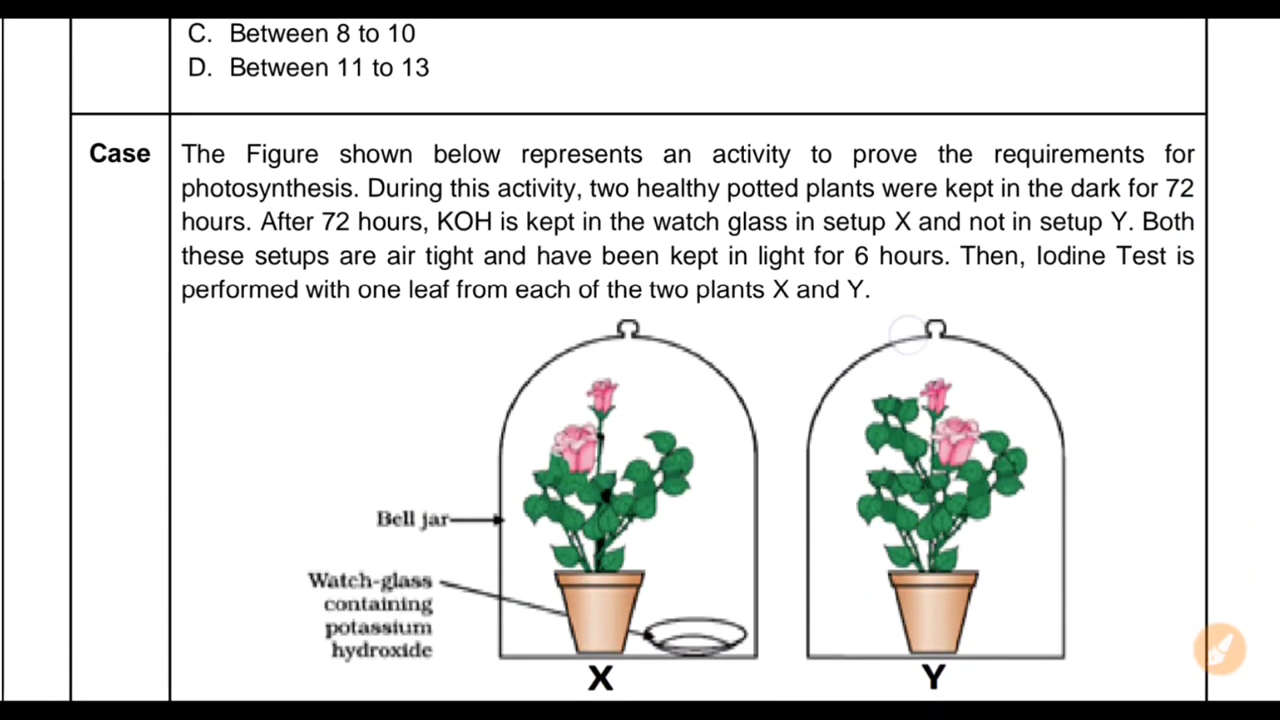 C. Between 8 to 10
D. Between 11 to 13
Case
The Figure shown below represents an activity to prove the requirements for
photosynthesis. During this activity, two healthy potted plants were kept in the dark for 72
hours. After 72 hours, KOH is kept in the watch glass in setup X and not in setup Y. Both
these setups are air tight and have been kept in light for 6 hours. Then, Iodine Test is
performed with one leaf from each of the two plants X and Y.
Bell jar
Watch-glass
containing
potassium
hydroxide
X
Y